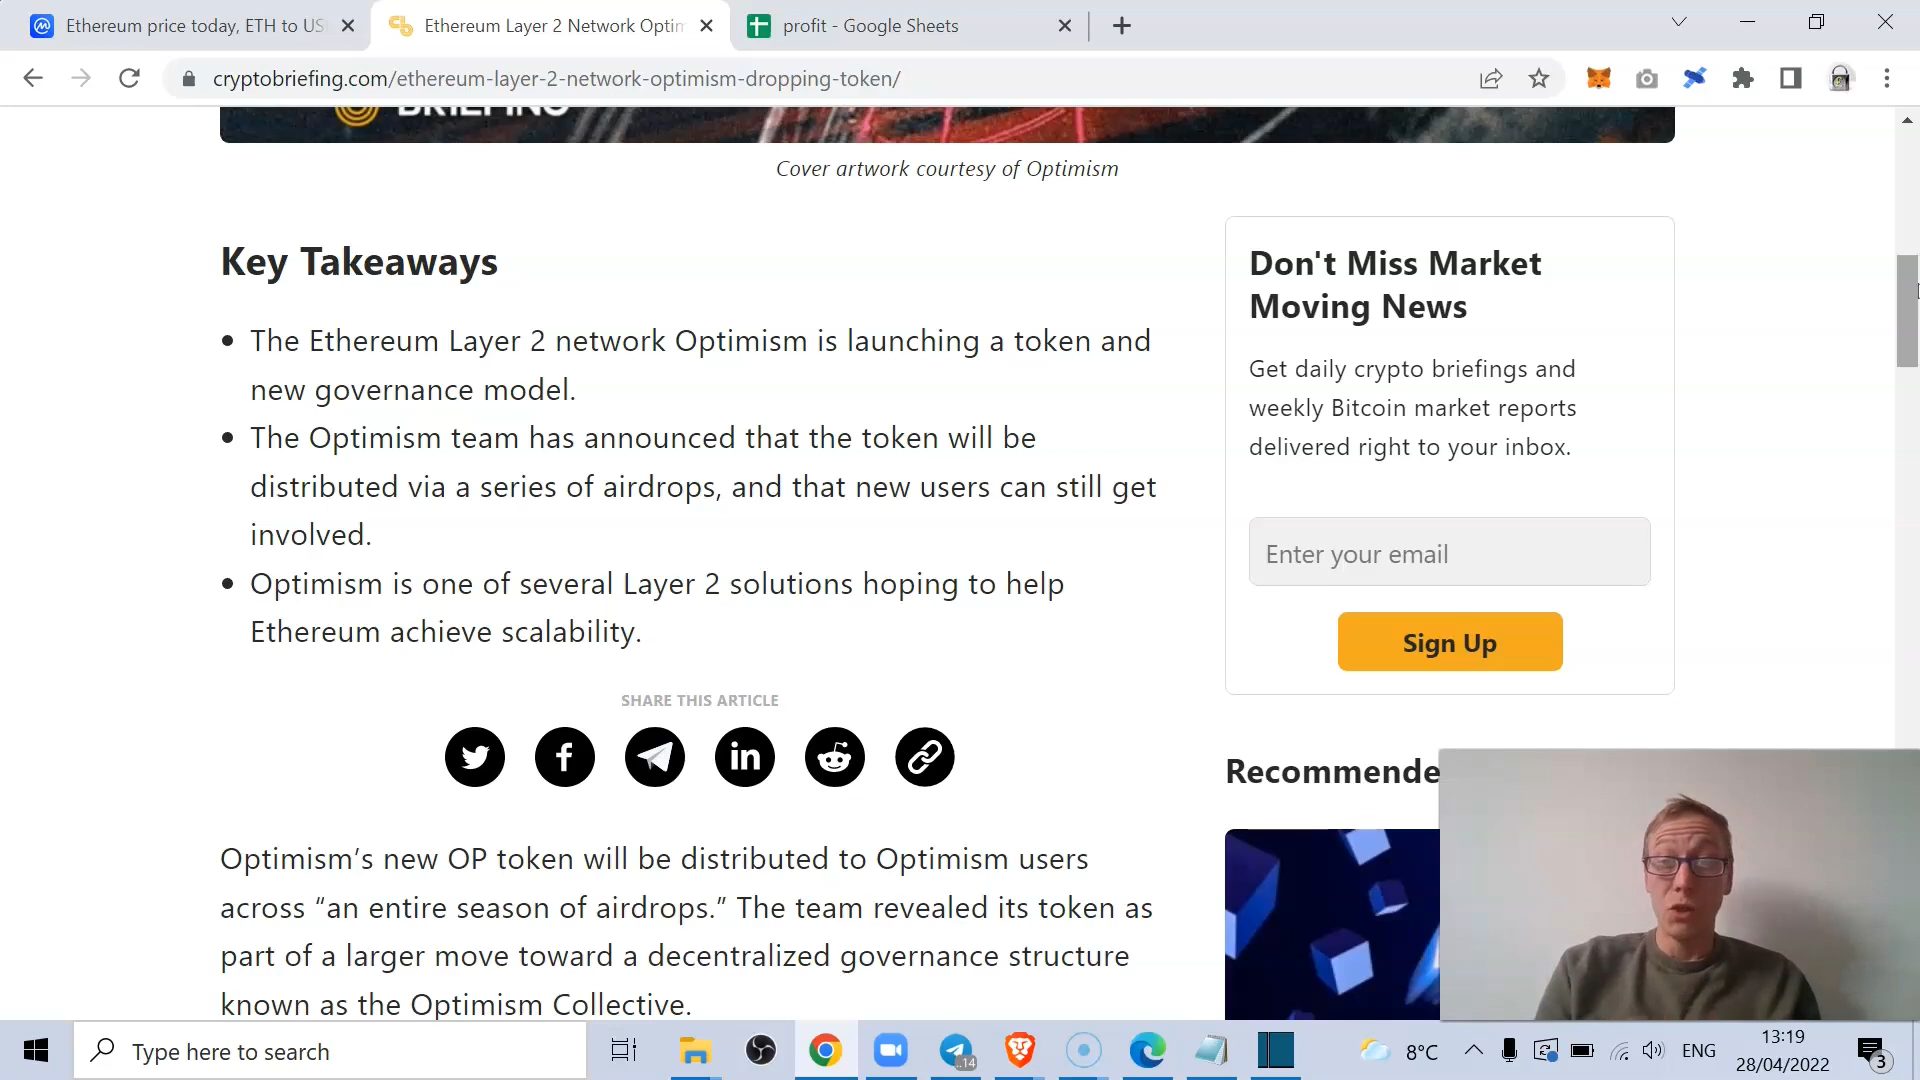 Ethereum price today, ETH to US
Ethereum Layer 2 Network Optim
profit - Google Sheets
cryptobriefing.com/ethereum-layer-2-network-optimism-dropping-token/
BRIEFING
Cover artwork courtesy of Optimism
Key Takeaways
The Ethereum Layer 2 network Optimism is launching a token and
new governance model.
The Optimism team has announced that the token will be
distributed via a series of airdrops, and that new users can still get
involved.
Optimism is one of several Layer 2 solutions hoping to help
Ethereum achieve scalability.
SHARE THIS ARTICLE
Optimism’s new OP token will be distributed to Optimism users
across “an entire season of airdrops.” The team revealed its token as
part of a larger move toward a decentralized governance structure
known as the Optimism Collective.
Don't Miss Market
Moving News
Get daily crypto briefings and
weekly Bitcoin market reports
delivered right to your inbox.
Enter your email
Sign Up
Recommende
Type here to search
..14
8°C
ENG
13:19
28/04/2022
3